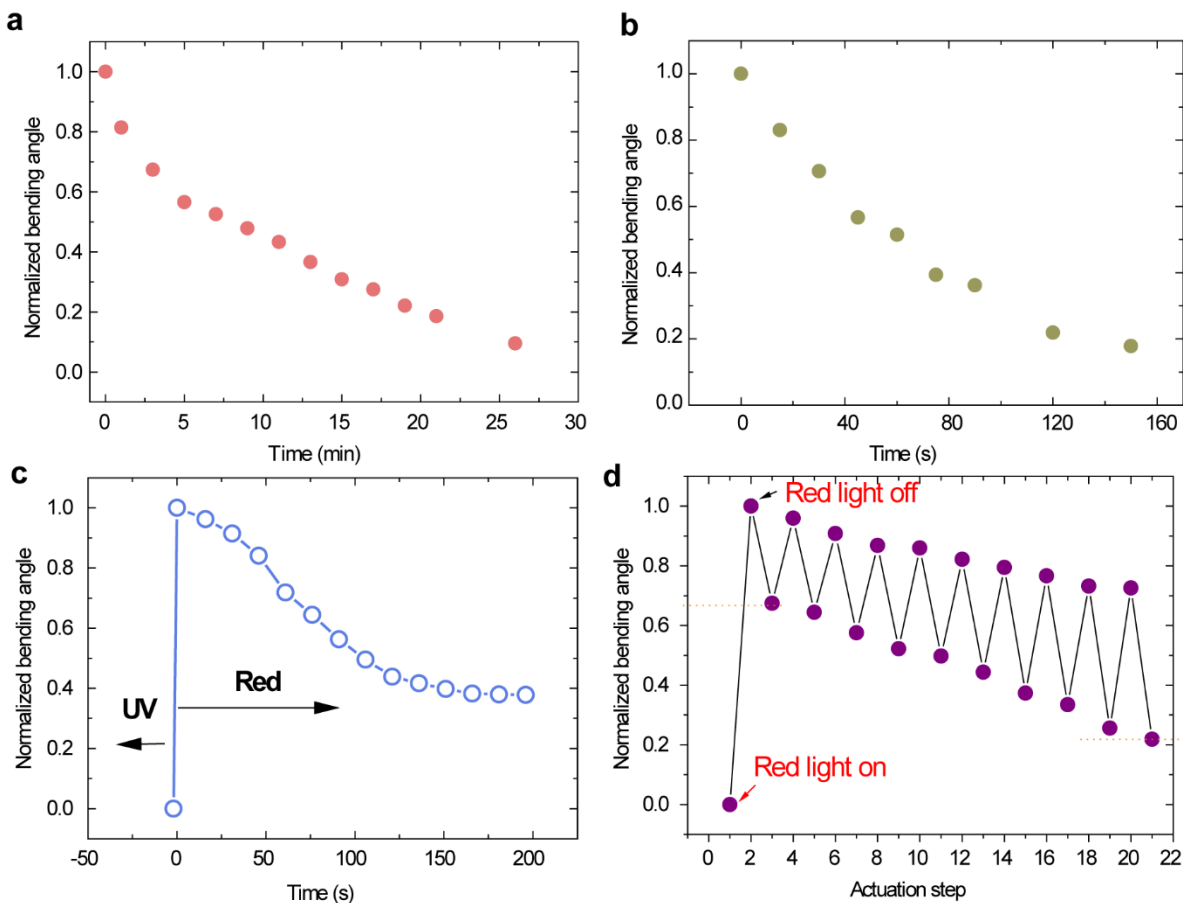 a
1.0
0.8
0.6
0.4
0.2
0.0
Normalized bending angle
0 5 10 15 20 25 30
Time (min)
b
1.0
0.8
0.6
0.4
0.2
0.0
Normalized bending angle
0 40 80 120 160
Time (s)
c
1.0
0.8
0.6
0.4
0.2
0.0
Normalized bending angle
UV
Red
-50 0 50 100 150 200
Time (s)
d
1.0
0.8
0.6
0.4
0.2
0.0
Normalized bending angle
Red light off
Red light on
0 2 4 6 8 10 12 14 16 18 20 22
Actuation step